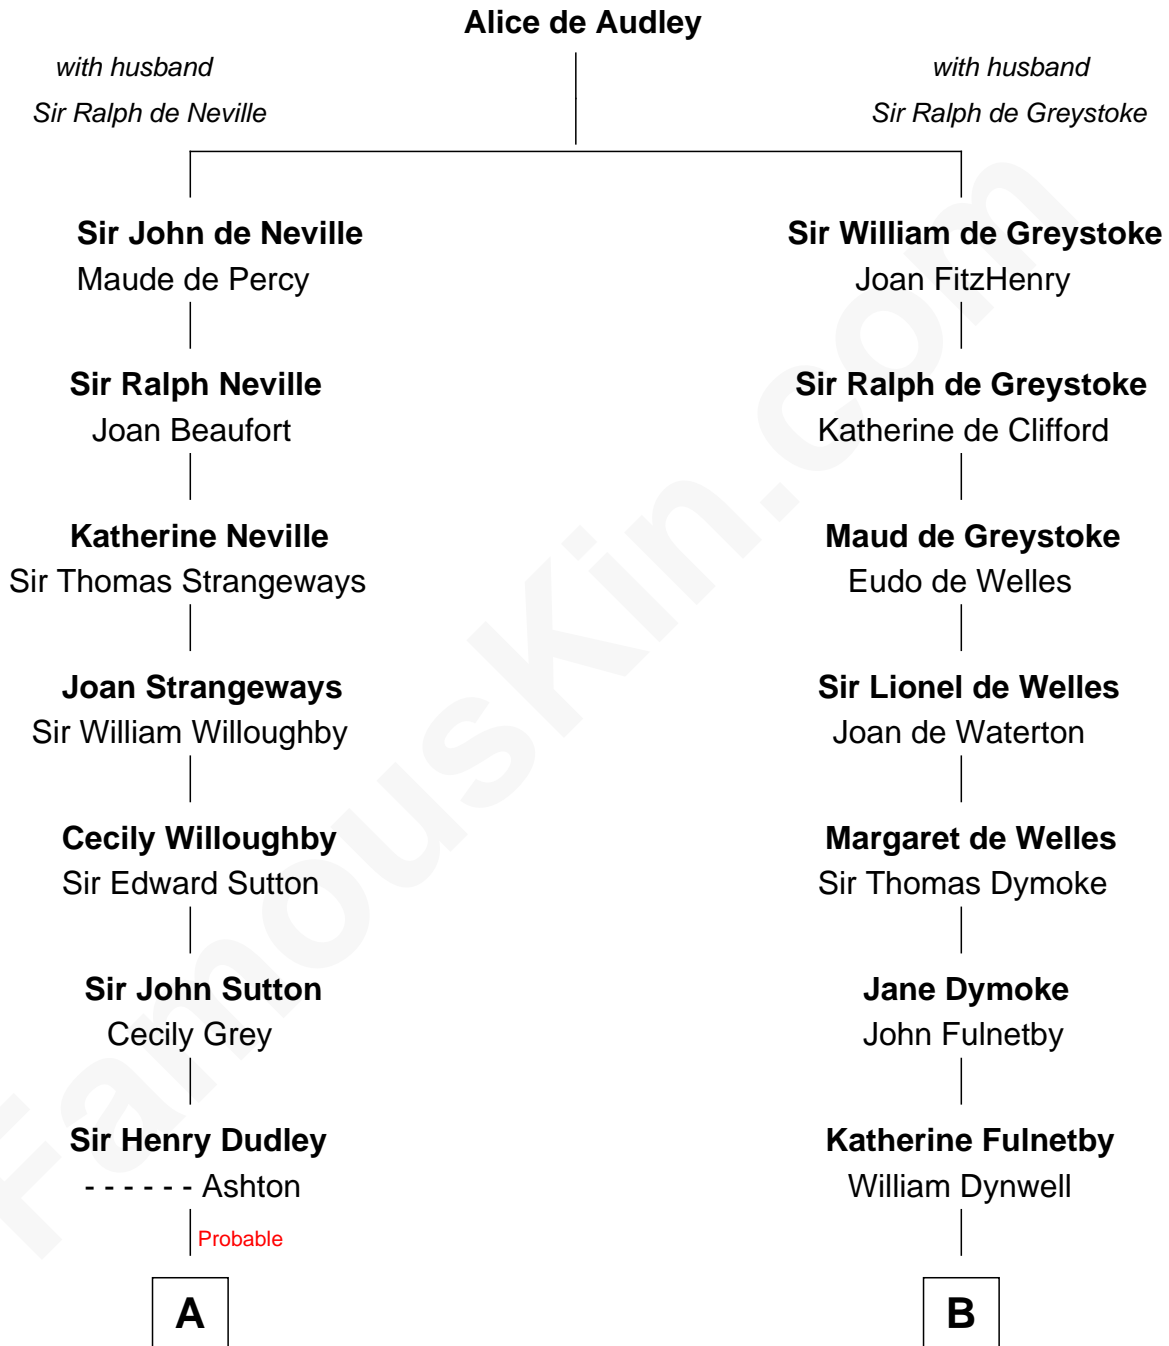 Alice de Audley
with husband
Sir Ralph de Neville
with husband
Sir Ralph de Greystoke
Sir John de Neville
Maude de Percy
Sir William de Greystoke
Joan FitzHenry
Sir Ralph Neville
Joan Beaufort
Sir Ralph de Greystoke
Katherine de Clifford
Katherine Neville
Sir Thomas Strangeways
Maud de Greystoke
Eudo de Welles
Joan Strangeways
Sir William Willoughby
Sir Lionel de Welles
Joan de Waterton
Cecily Willoughby
Sir Edward Sutton
Margaret de Welles
Sir Thomas Dymoke
Sir John Sutton
Cecily Grey
Jane Dymoke
John Fulnetby
Sir Henry Dudley
- - - - - - Ashton
Probable
Katherine Fulnetby
William Dynwell
A
B
FamousKin.com